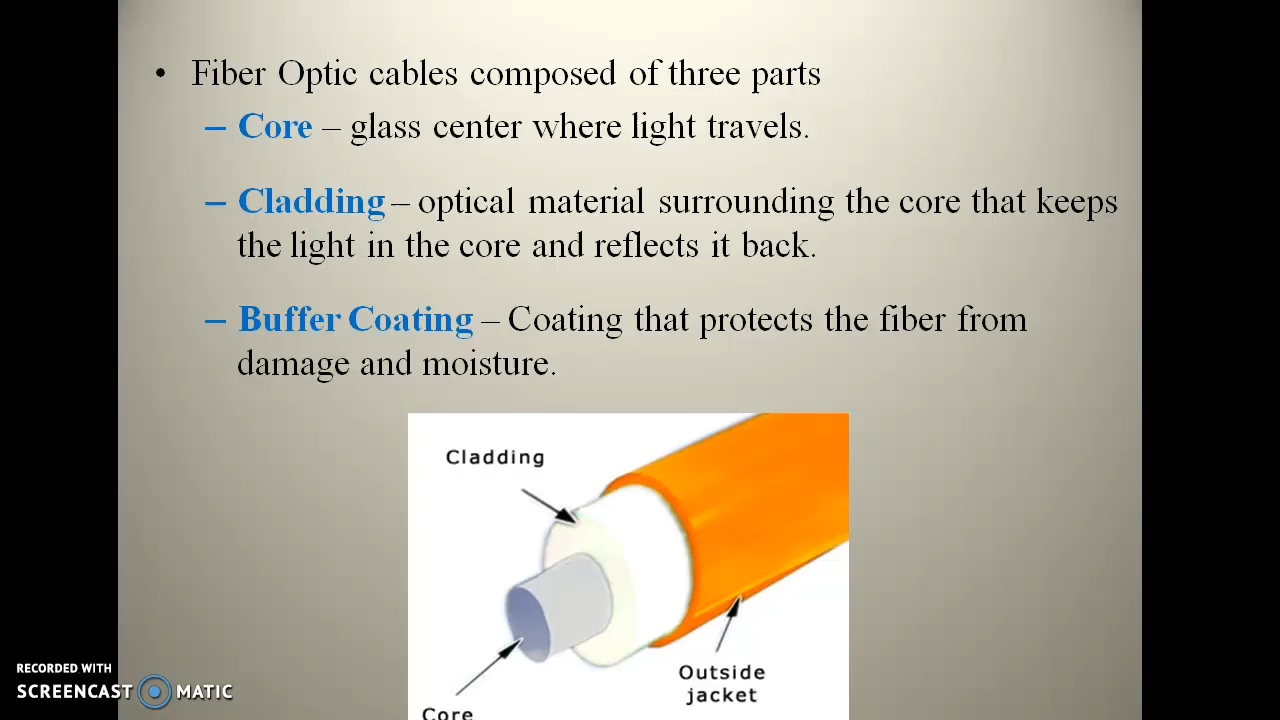 • Fiber Optic cables composed of three parts
– Core – glass center where light travels.
– Cladding – optical material surrounding the core that keeps
the light in the core and reflects it back.
– Buffer Coating – Coating that protects the fiber from
damage and moisture.
Cladding
Outside
jacket
Core
RECORDED WITH
SCREENCAST MATIC